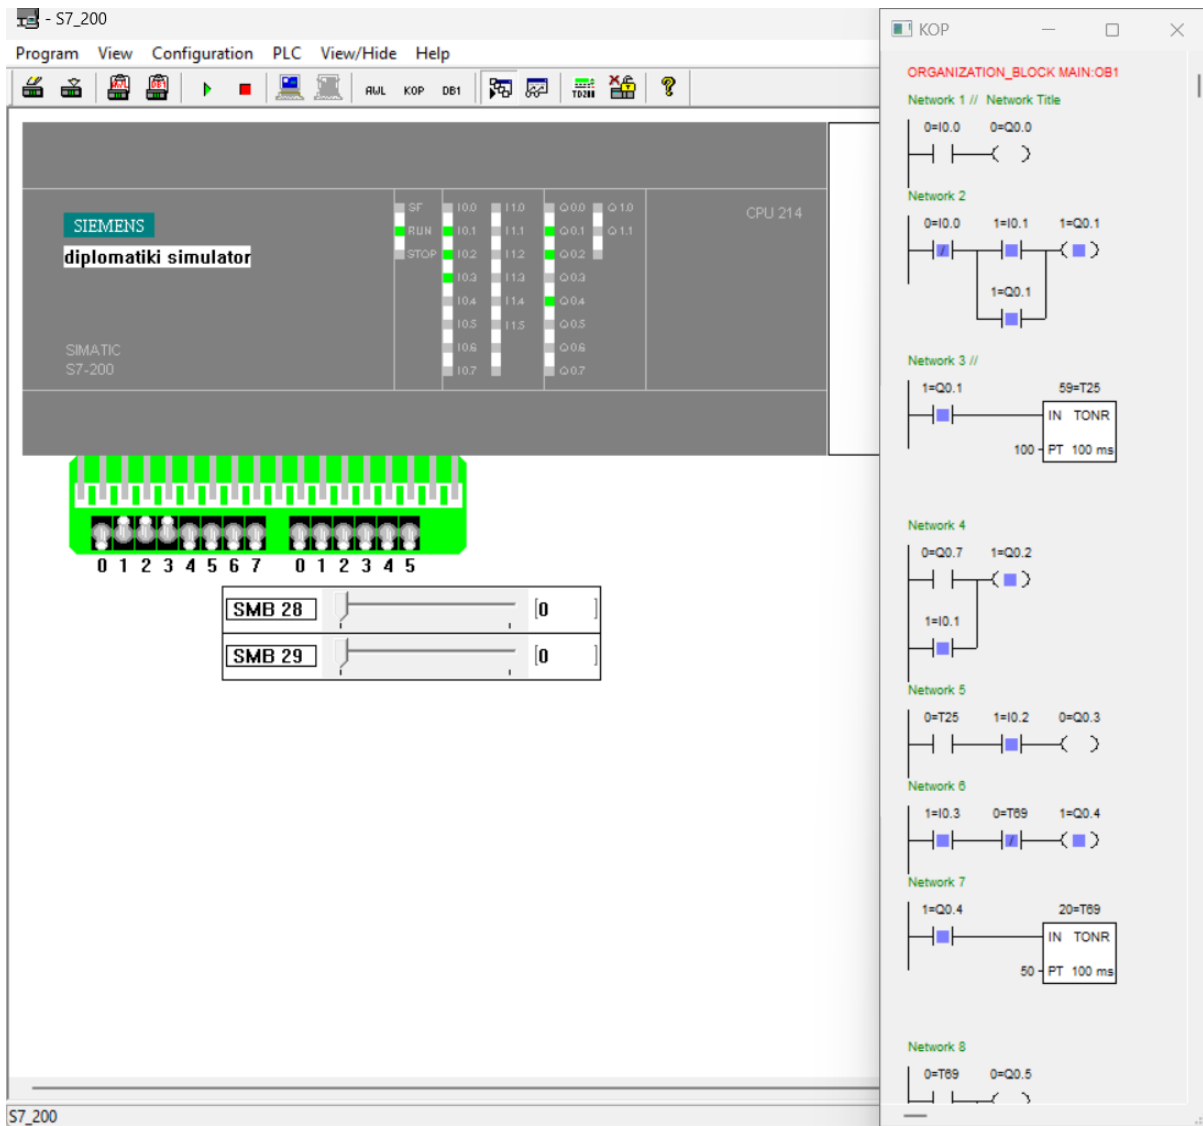 - S7_200
Program View Configuration PLC View/Hide Help
AWL OB1 AWL KOP DB1 TD200 ?
SIEMENS
diplomatiki simulator
SIMATIC
S7-200
CPU 214
SF I0.0 I1.0 Q0.0 Q1.0
RUN I0.1 I1.1 Q0.1 Q1.1
STOP I0.2 I1.2 Q0.2
I0.3 I1.3 Q0.3
I0.4 I1.4 Q0.4
I0.5 I1.5 Q0.5
I0.6 Q0.6
I0.7 Q0.7
0 1 2 3 4 5 6 7 0 1 2 3 4 5
SMB 28 [0 ]
SMB 29 [0 ]
S7_200
KOP
ORGANIZATION_BLOCK MAIN:OB1
Network 1 // Network Title
0=I0.0 0=Q0.0
Network 2
0=I0.0 1=I0.1 1=Q0.1
1=Q0.1
Network 3 //
1=Q0.1 59=T25
IN TONR
100 PT 100 ms
Network 4
0=Q0.7 1=Q0.2
1=I0.1
Network 5
0=T25 1=I0.2 0=Q0.3
Network 6
1=I0.3 0=T69 1=Q0.4
Network 7
1=Q0.4 20=T69
IN TONR
50 PT 100 ms
Network 8
0=T69 0=Q0.5